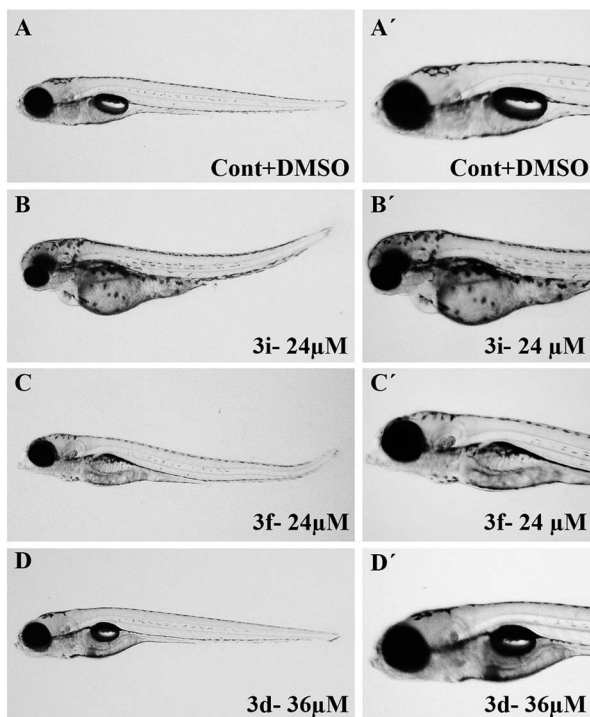 A
Cont+DMSO
A´
Cont+DMSO
B
3i- 24µM
B´
3i- 24 µM
C
3f- 24µM
C´
3f- 24 µM
D
3d- 36µM
D´
3d- 36µM